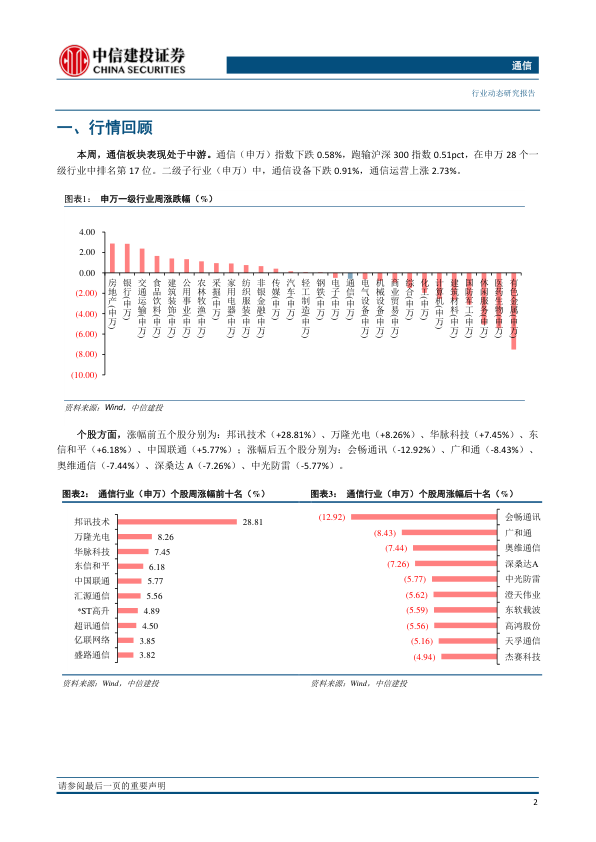 中信建投证券
CHINA SECURITIES
通信
行业动态研究报告
一、行情回顾
本周，通信板块表现处于中游。通信（申万）指数下跌 0.58%，跑输沪深 300 指数 0.51pct，在申万 28 个一
级行业中排名第 17 位。二级子行业（申万）中，通信设备下跌 0.91%，通信运营上涨 2.73%。
图表1： 申万一级行业周涨跌幅（%）
4.00
2.00
0.00
(2.00)
(4.00)
(6.00)
(8.00)
(10.00)
房地产(申万)
银行(申万)
交通运输(申万)
食品饮料(申万)
建筑装饰(申万)
公用事业(申万)
农林牧渔(申万)
采掘(申万)
家用电器(申万)
纺织服装(申万)
非银金融(申万)
传媒(申万)
汽车(申万)
轻工制造(申万)
钢铁(申万)
电子(申万)
通信(申万)
电气设备(申万)
机械设备(申万)
商业贸易(申万)
综合(申万)
化工(申万)
计算机(申万)
建筑材料(申万)
国防军工(申万)
休闲服务(申万)
医药生物(申万)
有色金属(申万)
资料来源：Wind，中信建投
个股方面，涨幅前五个股分别为：邦讯技术（+28.81%）、万隆光电（+8.26%）、华脉科技（+7.45%）、东
信和平（+6.18%）、中国联通（+5.77%）；涨幅后五个股分别为：会畅通讯（-12.92%）、广和通（-8.43%）、
奥维通信（-7.44%）、深桑达 A（-7.26%）、中光防雷（-5.77%）。
图表2： 通信行业（申万）个股周涨幅前十名（%）
邦讯技术 28.81
万隆光电 8.26
华脉科技 7.45
东信和平 6.18
中国联通 5.77
汇源通信 5.56
*ST高升 4.89
超讯通信 4.50
亿联网络 3.85
盛路通信 3.82
资料来源：Wind，中信建投
图表3： 通信行业（申万）个股周涨幅后十名（%）
(12.92) 会畅通讯
(8.43) 广和通
(7.44) 奥维通信
(7.26) 深桑达A
(5.77) 中光防雷
(5.62) 澄天伟业
(5.59) 东软载波
(5.56) 高鸿股份
(5.16) 天孚通信
(4.94) 杰赛科技
资料来源：Wind，中信建投
请参阅最后一页的重要声明
2